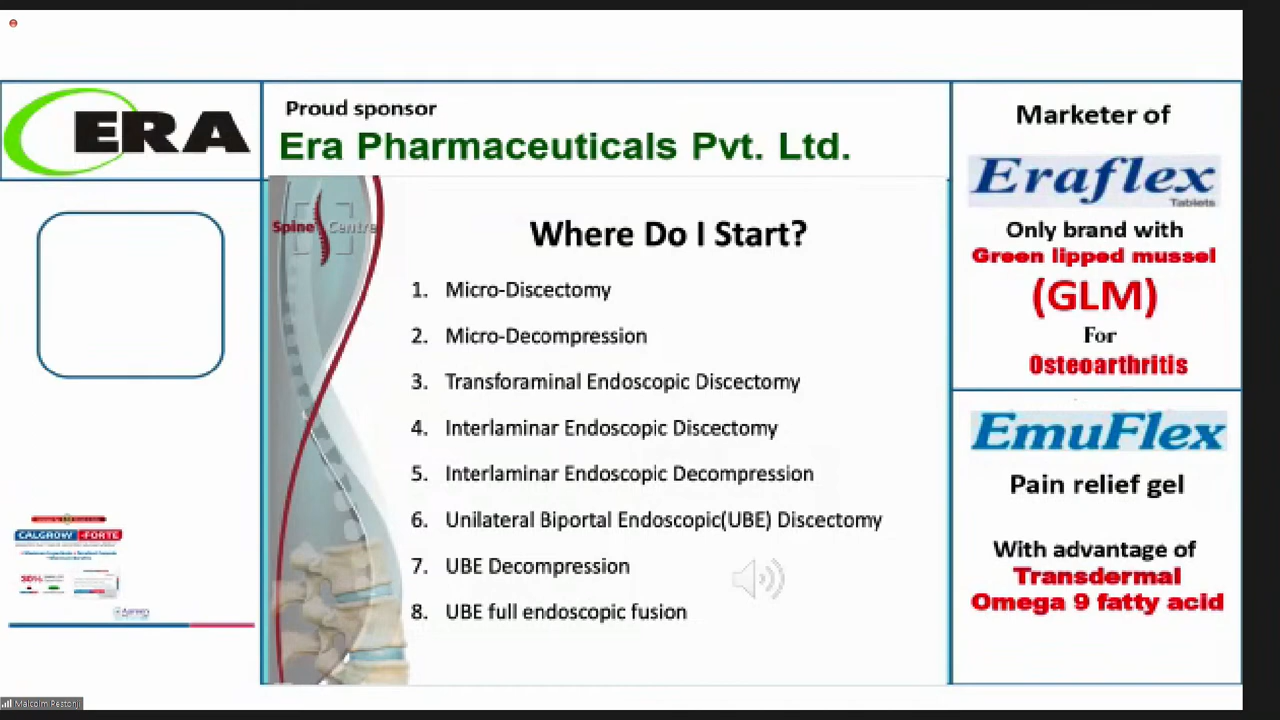 ERA
Proud sponsor
Era Pharmaceuticals Pvt. Ltd.
Spine Centre
Where Do I Start?
1. Micro-Discectomy
2. Micro-Decompression
3. Transforaminal Endoscopic Discectomy
4. Interlaminar Endoscopic Discectomy
5. Interlaminar Endoscopic Decompression
6. Unilateral Biportal Endoscopic(UBE) Discectomy
7. UBE Decompression
8. UBE full endoscopic fusion
Marketer of
Eraflex
Tablets
Only brand with
Green lipped mussel
(GLM)
For
Osteoarthritis
EmuFlex
Pain relief gel
With advantage of
Transdermal
Omega 9 fatty acid
CALGROW -FORTE
Malcolm Pestonji